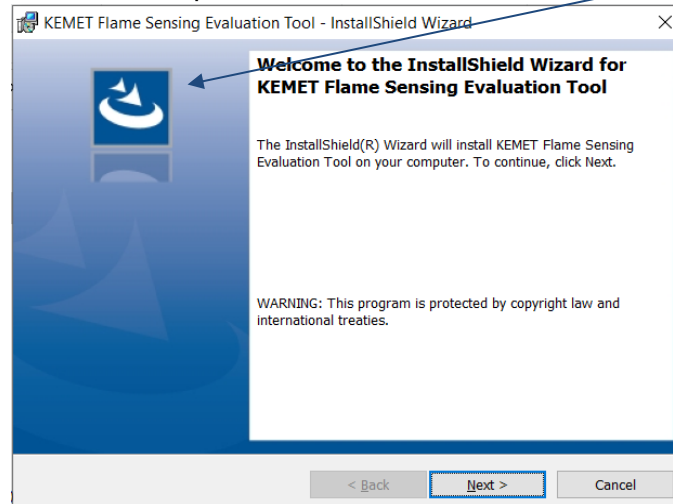 KEMET Flame Sensing Evaluation Tool - InstallShield Wizard
Welcome to the InstallShield Wizard for
KEMET Flame Sensing Evaluation Tool
The InstallShield(R) Wizard will install KEMET Flame Sensing
Evaluation Tool on your computer. To continue, click Next.
WARNING: This program is protected by copyright law and
international treaties.
< Back
Next >
Cancel